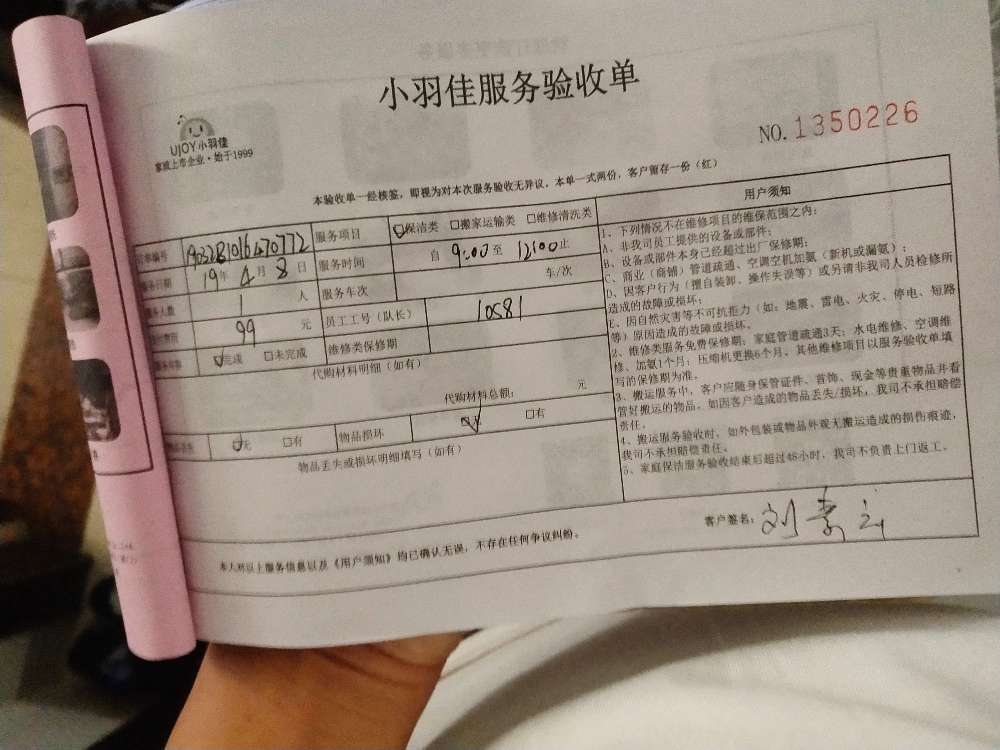 小羽佳服务验收单
UJOY小羽佳
家政上市企业·始于1999
NO.1350226
本验收单一经核签，即视为对本次服务验收无异议，本单一式两份，客户留存一份（红）
订单编号 服务项目 保洁类 □搬家运输类 □维修清洗类
服务日期 19年4月8日 服务时间 自 9:00 至 12:00 止
服务人数 1 人 服务车次 车/次
99 元 员工工号（队长） 10581
完成 □未完成 维修类保修期
代购材料明细（如有）
代购材料总额： 元
无 □有 物品损坏 □有
物品丢失或损坏明细填写（如有）
用户须知
1、下列情况不在维修项目的维保范围之内：
A、非我司员工提供的设备或部件；
B、设备或部件本身已经超过出厂保修期；
C、商业（商铺）管道疏通、空调空机加氨（新机或漏氨）；
D、因客户行为（擅自装卸、操作失误等）或另请非我司人员检修所
造成的故障或损坏；
E、因自然灾害等不可抗拒力（如：地震、雷电、火灾、停电、短路
等）原因造成的故障或损坏。
2、维修类服务免费保修期：家庭管道疏通3天；水电维修、空调维
修、加氨1个月；压缩机更换6个月。其他维修项目以服务验收单填
写的保修期为准。
3、搬运服务中，客户应随身保管证件、首饰、现金等贵重物品并看
管好搬运的物品。如因客户造成的物品丢失/损坏，我司不承担赔偿
责任。
4、搬运服务验收时，如外包装或物品外观无搬运造成的损伤痕迹，
我司不承担赔偿责任。
5、家庭保洁服务验收结束后超过48小时，我司不负责上门返工。
客户签名：刘
本人对以上服务信息以及《用户须知》均已确认无误，不存在任何争议纠纷。